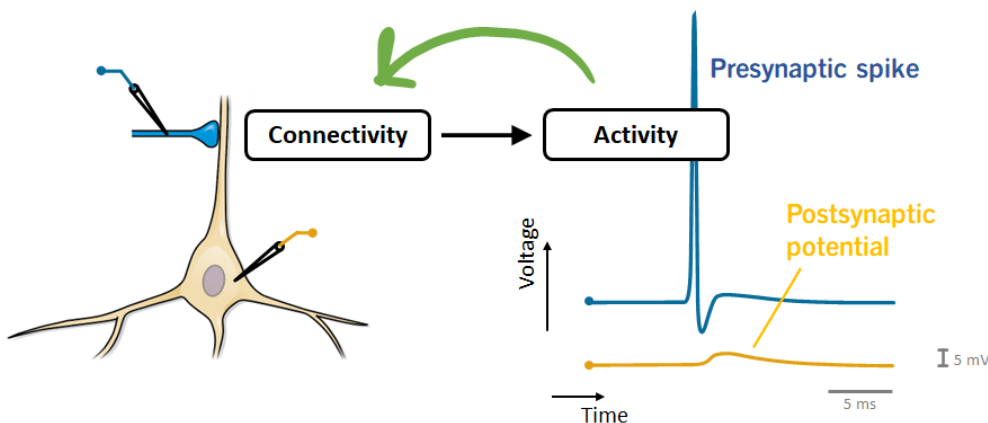 Presynaptic spike
Connectivity
Activity
Postsynaptic
potential
Voltage
5 mV
5 ms
Time